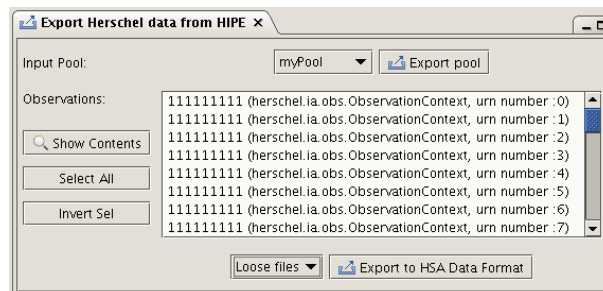 Export Herschel data from HIPE ×
Input Pool: myPool Export pool
Observations:
111111111 (herschel.ia.obs.ObservationContext, urn number :0)
111111111 (herschel.ia.obs.ObservationContext, urn number :1)
111111111 (herschel.ia.obs.ObservationContext, urn number :2)
111111111 (herschel.ia.obs.ObservationContext, urn number :3)
111111111 (herschel.ia.obs.ObservationContext, urn number :4)
111111111 (herschel.ia.obs.ObservationContext, urn number :5)
111111111 (herschel.ia.obs.ObservationContext, urn number :6)
111111111 (herschel.ia.obs.ObservationContext, urn number :7)
Show Contents
Select All
Invert Sel
Loose files Export to HSA Data Format